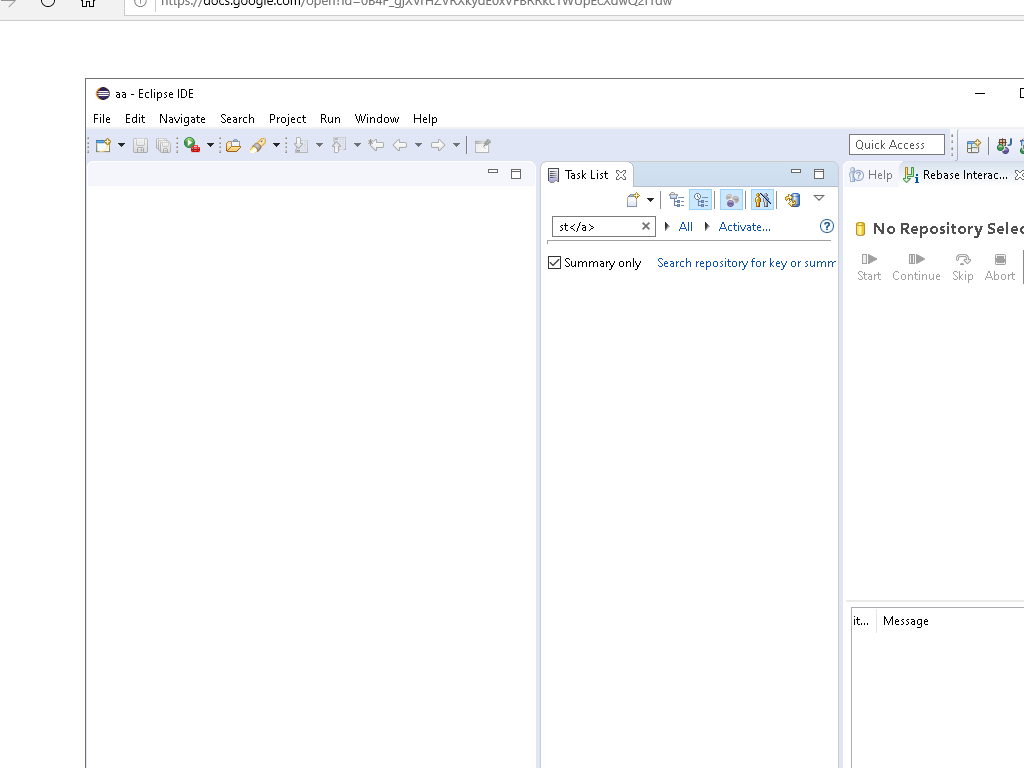 https://docs.google.com/open?id=
aa - Eclipse IDE
File Edit Navigate Search Project Run Window Help
Quick Access
Task List
Help
Rebase Interac...
st</a>
All
Activate...
No Repository Selec
Summary only
Search repository for key or summ
Start Continue Skip Abort
it... Message